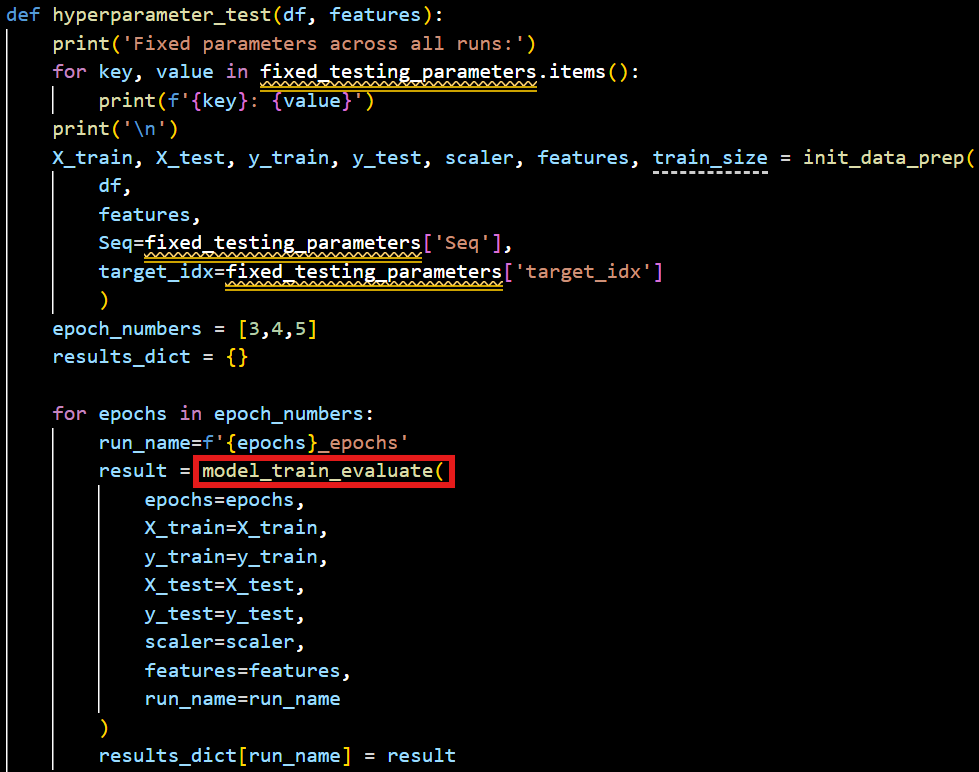 def hyperparameter_test(df, features):
    print('Fixed parameters across all runs:')
    for key, value in fixed_testing_parameters.items():
        print(f'{key}: {value}')
    print('\n')
    X_train, X_test, y_train, y_test, scaler, features, train_size = init_data_prep(
        df,
        features,
        Seq=fixed_testing_parameters['Seq'],
        target_idx=fixed_testing_parameters['target_idx']
        )
    epoch_numbers = [3,4,5]
    results_dict = {}

    for epochs in epoch_numbers:
        run_name=f'{epochs}_epochs'
        result = model_train_evaluate(
            epochs=epochs,
            X_train=X_train,
            y_train=y_train,
            X_test=X_test,
            y_test=y_test,
            scaler=scaler,
            features=features,
            run_name=run_name
        )
        results_dict[run_name] = result